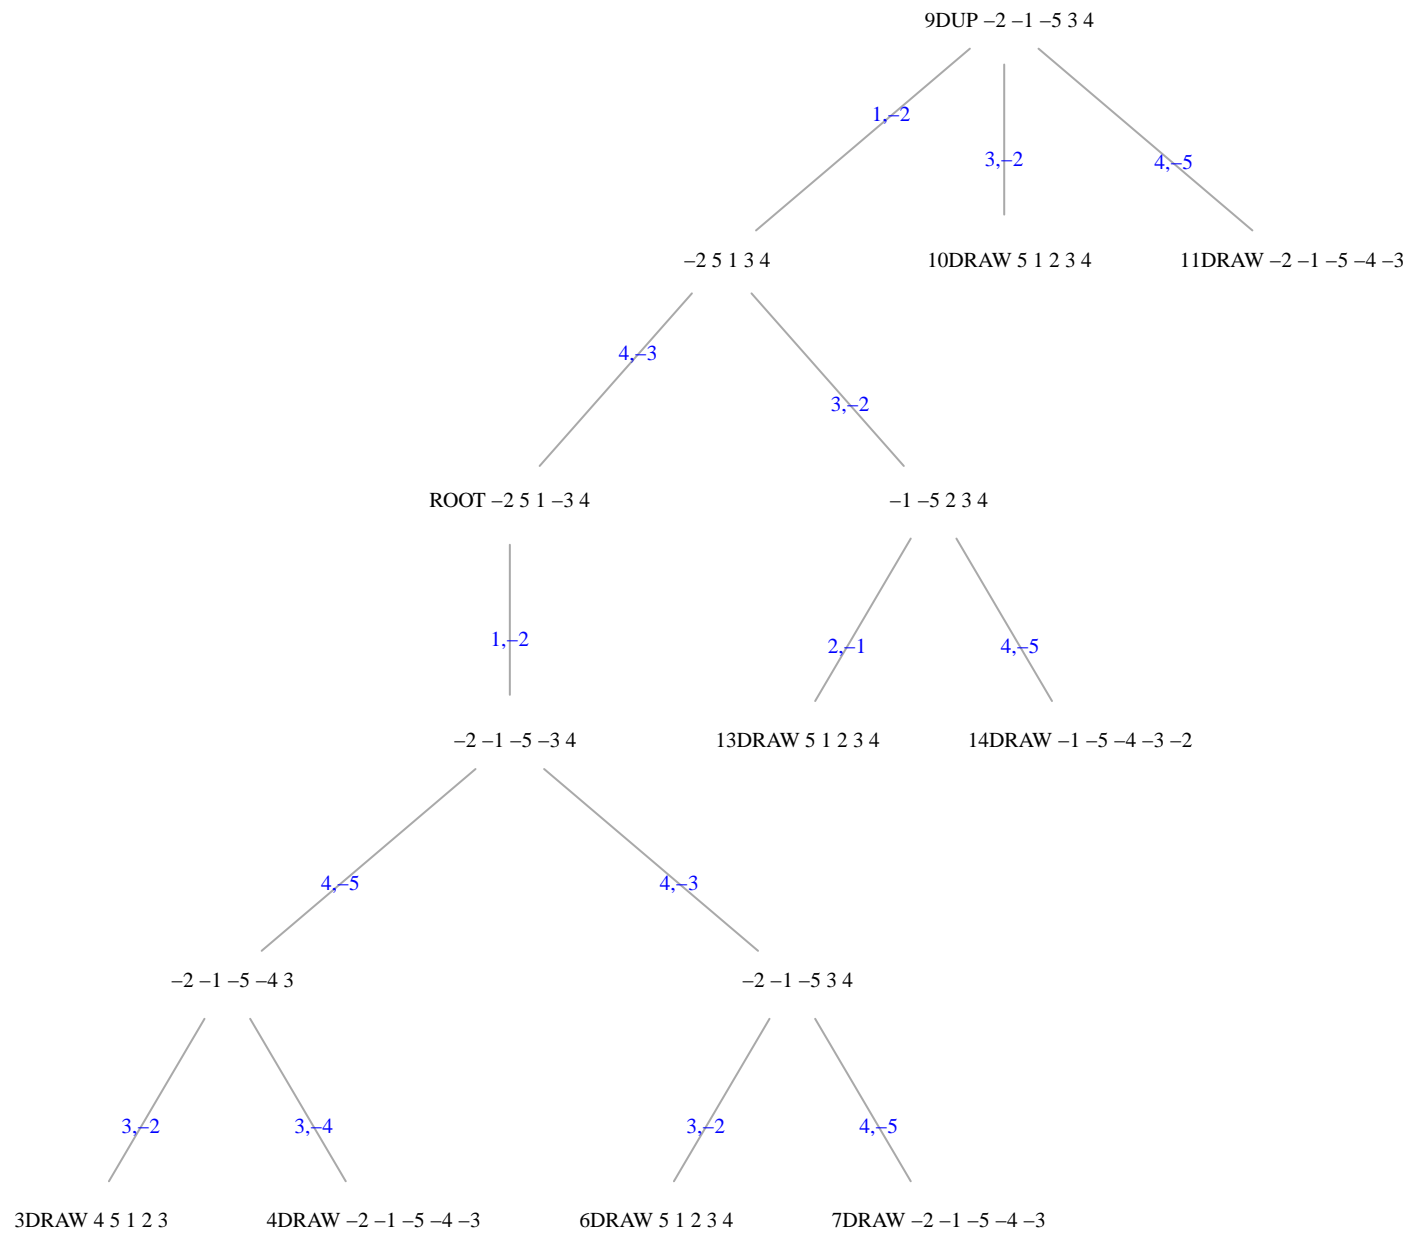 9DUP –2 –1 –5 3 4
1,–2
3,–2
4,–5
–2 5 1 3 4
10DRAW 5 1 2 3 4
11DRAW –2 –1 –5 –4 –3
4,–3
3,–2
ROOT –2 5 1 –3 4
–1 –5 2 3 4
1,–2
2,–1
4,–5
–2 –1 –5 –3 4
13DRAW 5 1 2 3 4
14DRAW –1 –5 –4 –3 –2
4,–5
4,–3
–2 –1 –5 –4 3
–2 –1 –5 3 4
3,–2
3,–4
3,–2
4,–5
3DRAW 4 5 1 2 3
4DRAW –2 –1 –5 –4 –3
6DRAW 5 1 2 3 4
7DRAW –2 –1 –5 –4 –3